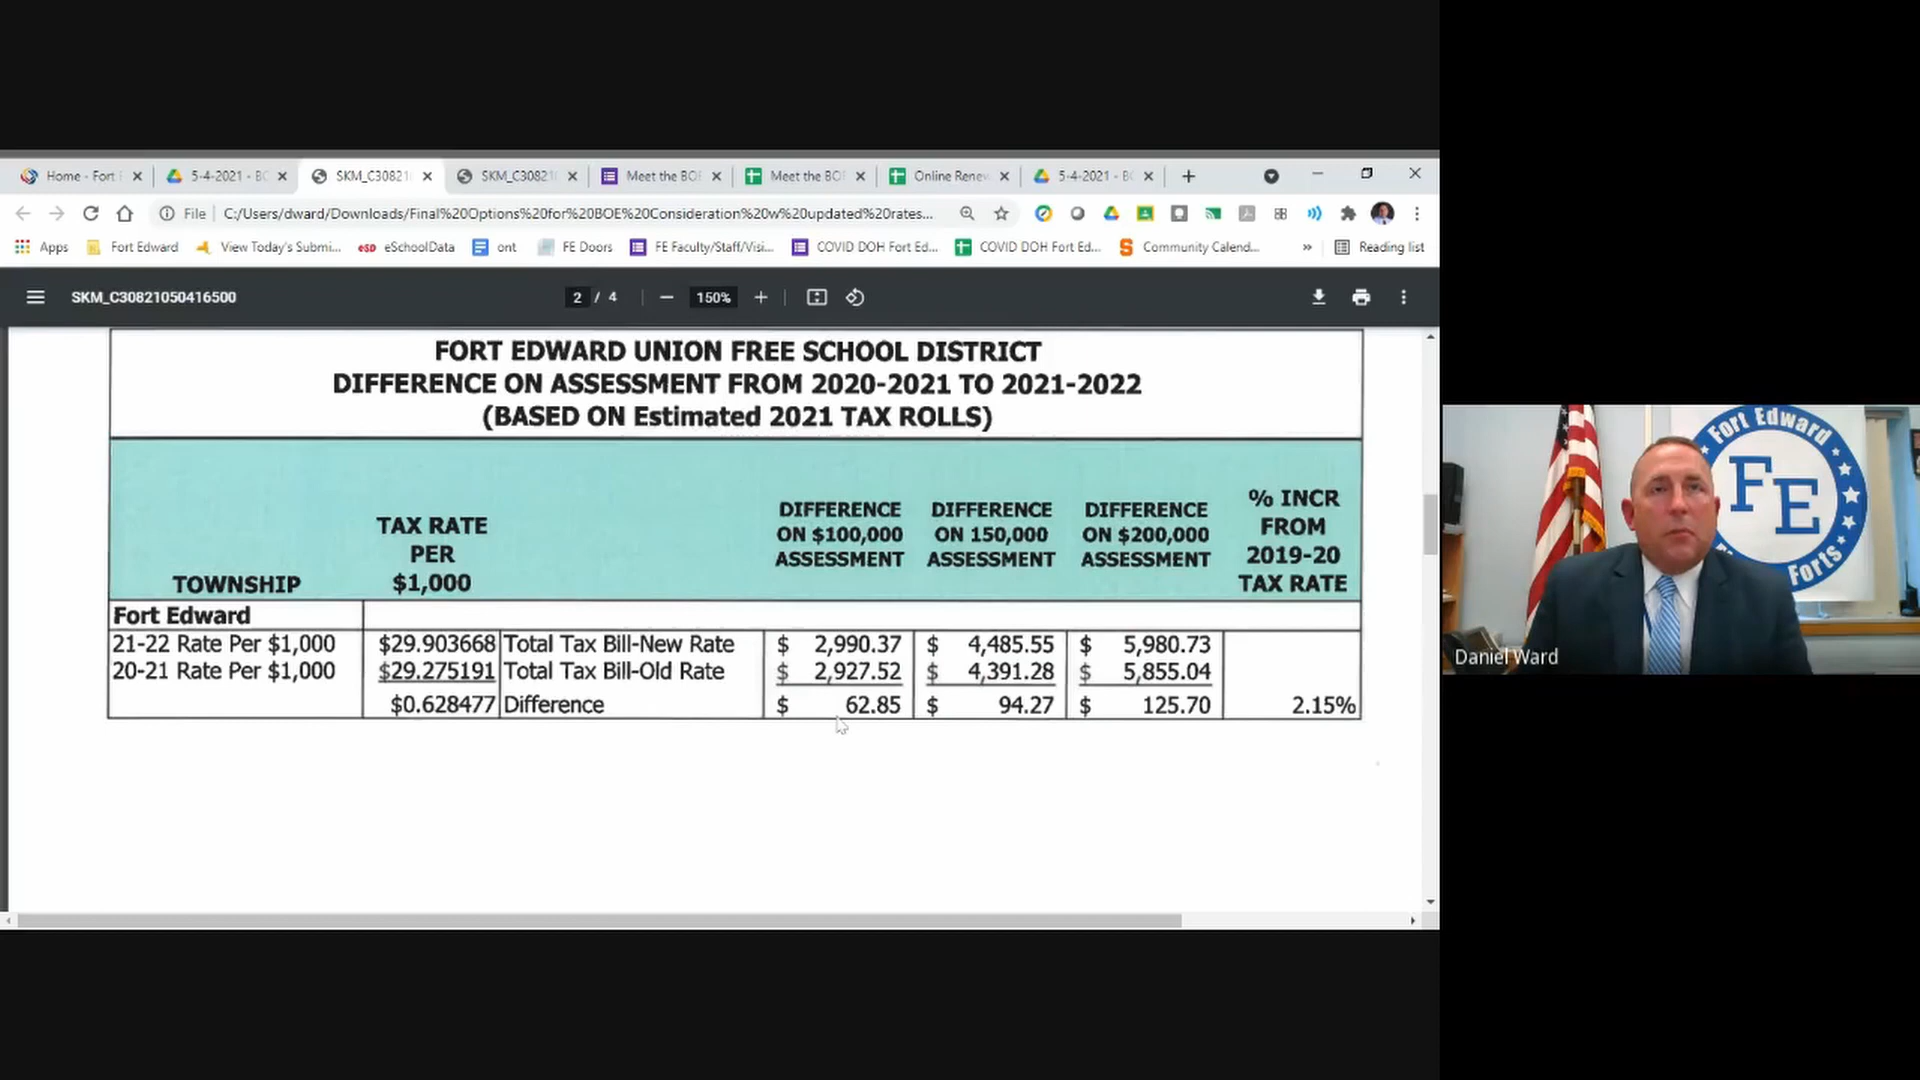 Home - Fort
5-4-2021 - BO
SKM_C30821
SKM_C30821
Meet the BO
Meet the BO
Online Renew
5-4-2021 - BO
File | C:/Users/dward/Downloads/Final%20Options%20for%20BOE%20Consideration%20w%20updated%20rates...
Apps
Fort Edward
View Today's Submi...
esp eSchoolData
ont
FE Doors
FE Faculty/Staff/Visi...
COVID DOH Fort Ed...
COVID DOH Fort Ed...
Community Calend...
Reading list
SKM_C30821050416500
2 / 4
150%
FORT EDWARD UNION FREE SCHOOL DISTRICT
DIFFERENCE ON ASSESSMENT FROM 2020-2021 TO 2021-2022
(BASED ON Estimated 2021 TAX ROLLS)
TOWNSHIP
TAX RATE
PER
$1,000
DIFFERENCE
ON $100,000
ASSESSMENT
DIFFERENCE
ON 150,000
ASSESSMENT
DIFFERENCE
ON $200,000
ASSESSMENT
% INCR
FROM
2019-20
TAX RATE
Fort Edward
21-22 Rate Per $1,000 $29.903668 Total Tax Bill-New Rate $ 2,990.37 $ 4,485.55 $ 5,980.73
20-21 Rate Per $1,000 $29.275191 Total Tax Bill-Old Rate $ 2,927.52 $ 4,391.28 $ 5,855.04
$0.628477 Difference $ 62.85 $ 94.27 $ 125.70 2.15%
Fort Edward
FE
Forts
Daniel Ward